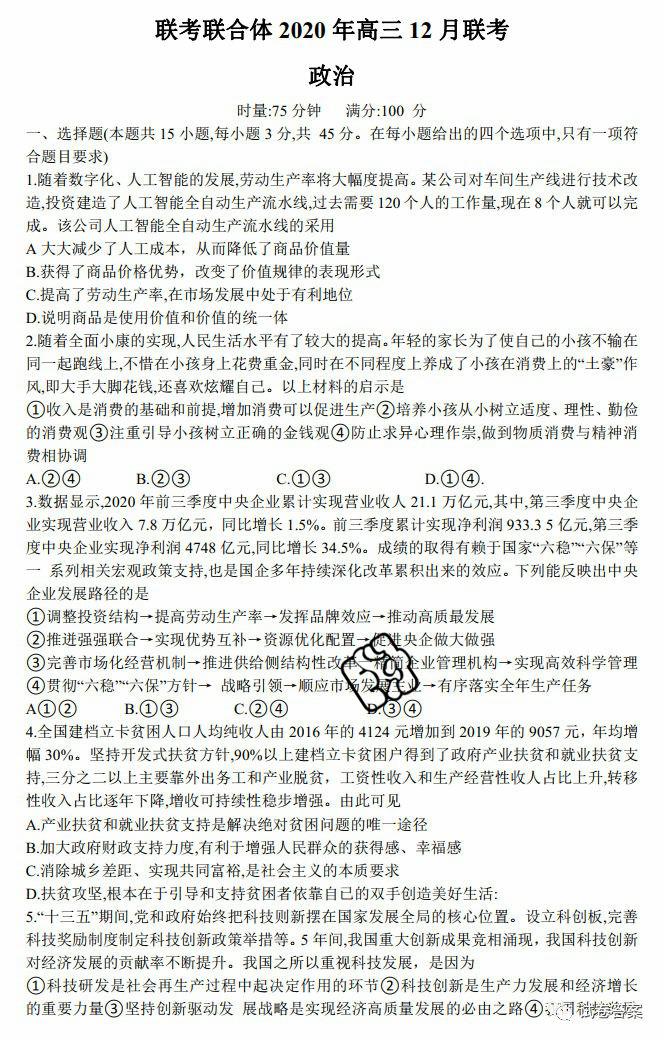 联考联合体 2020 年高三 12 月联考
政治
时量:75 分钟 满分:100 分
一、选择题(本题共 15 小题,每小题 3 分,共 45 分。在每小题给出的四个选项中,只有一项符
合题目要求)
1.随着数字化、人工智能的发展,劳动生产率将大幅度提高。某公司对车间生产线进行技术改
造,投资建造了人工智能全自动生产流水线,过去需要 120 个人的工作量,现在 8 个人就可以完
成。该公司人工智能全自动生产流水线的采用
A 大大减少了人工成本，从而降低了商品价值量
B.获得了商品价格优势，改变了价值规律的表现形式
C.提高了劳动生产率,在市场发展中处于有利地位
D.说明商品是使用价值和价值的统一体
2.随着全面小康的实现,人民生活水平有了较大的提高。年轻的家长为了使自己的小孩不输在
同一起跑线上,不惜在小孩身上花费重金,同时在不同程度上养成了小孩在消费上的“土豪”作
风,即大手大脚花钱,还喜欢炫耀自己。以上材料的启示是
①收入是消费的基础和前提,增加消费可以促进生产②培养小孩从小树立适度、理性、勤俭
的消费观③注重引导小孩树立正确的金钱观④防止求异心理作祟,做到物质消费与精神消
费相协调
A.②④ B.②③ C.①③ D.①④.
3.数据显示,2020 年前三季度中央企业累计实现营业收人 21.1 万亿元,其中,第三季度中央企
业实现营业收入 7.8 万亿元，同比增长 1.5%。前三季度累计实现净利润 933.3 5 亿元,第三季
度中央企业实现净利润 4748 亿元,同比增长 34.5%。成绩的取得有赖于国家“六稳”“六保”等
一 系列相关宏观政策支持,也是国企多年持续深化改革累积出来的效应。下列能反映出中央
企业发展路径的是
①调整投资结构→提高劳动生产率→发挥品牌效应→推动高质最发展
②推进强强联合→实现优势互补→资源优化配置→促进央企做大做强
③完善市场化经营机制→推进供给侧结构性改革→精简企业管理机构→实现高效科学管理
④贯彻“六稳”“六保”方针→ 战略引领→顺应市场发展主业→有序落实全年生产任务
A①② B.①③ C.②④ D.③④
4.全国建档立卡贫困人口人均纯收人由 2016 年的 4124 元增加到 2019 年的 9057 元，年均增
幅 30%。坚持开发式扶贫方针,90%以上建档立卡贫困户得到了政府产业扶贫和就业扶贫支
持,三分之二以上主要靠外出务工和产业脱贫，工资性收入和生产经营性收人占比上升,转移
性收入占比逐年下降,增收可持续性稳步增强。由此可见
A.产业扶贫和就业扶贫支持是解决绝对贫困问题的唯一途径
B.加大政府财政支持力度,有利于增强人民群众的获得感、幸福感
C.消除城乡差距、实现共同富裕,是社会主义的本质要求
D.扶贫攻坚,根本在于引导和支持贫困者依靠自已的双手创造美好生活:
5.“十三五”期间,党和政府始终把科技则新摆在国家发展全局的核心位置。设立科创板,完善
科技奖励制度制定科技创新政策举措等。5 年间,我国重大创新成果竞相涌现，我国科技创新
对经济发展的贡献率不断提升。我国之所以重视科技发展，是因为
①科技研发是社会再生产过程中起决定作用的环节②科技创新是生产力发展和经济增长
的重要力量③坚持创新驱动发 展战略是实现经济高质量发展的必由之路④
试卷答案